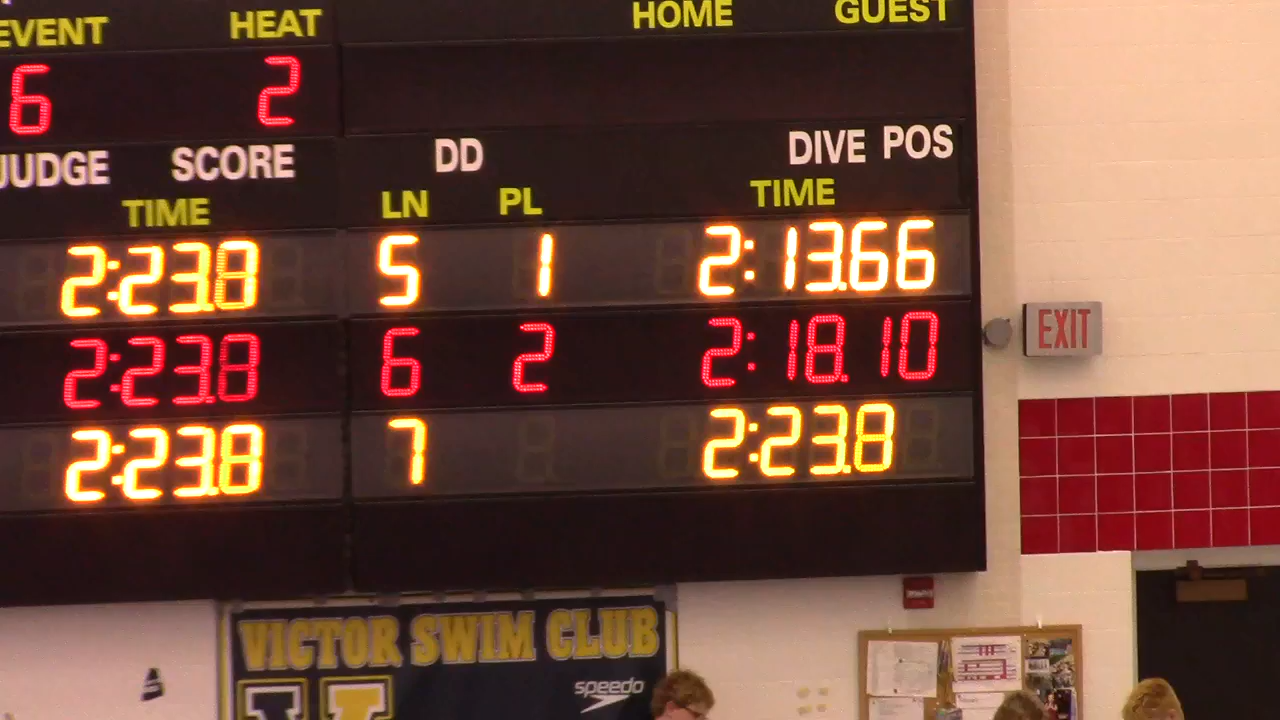 EVENT HEAT HOME GUEST
6 2
JUDGE SCORE DD DIVE POS
TIME LN PL TIME
2:23.8 5 1 2:13.66
2:23.8 6 2 2:18.10
2:23.8 7 2:23.8
EXIT
VICTOR SWIM CLUB
speedo